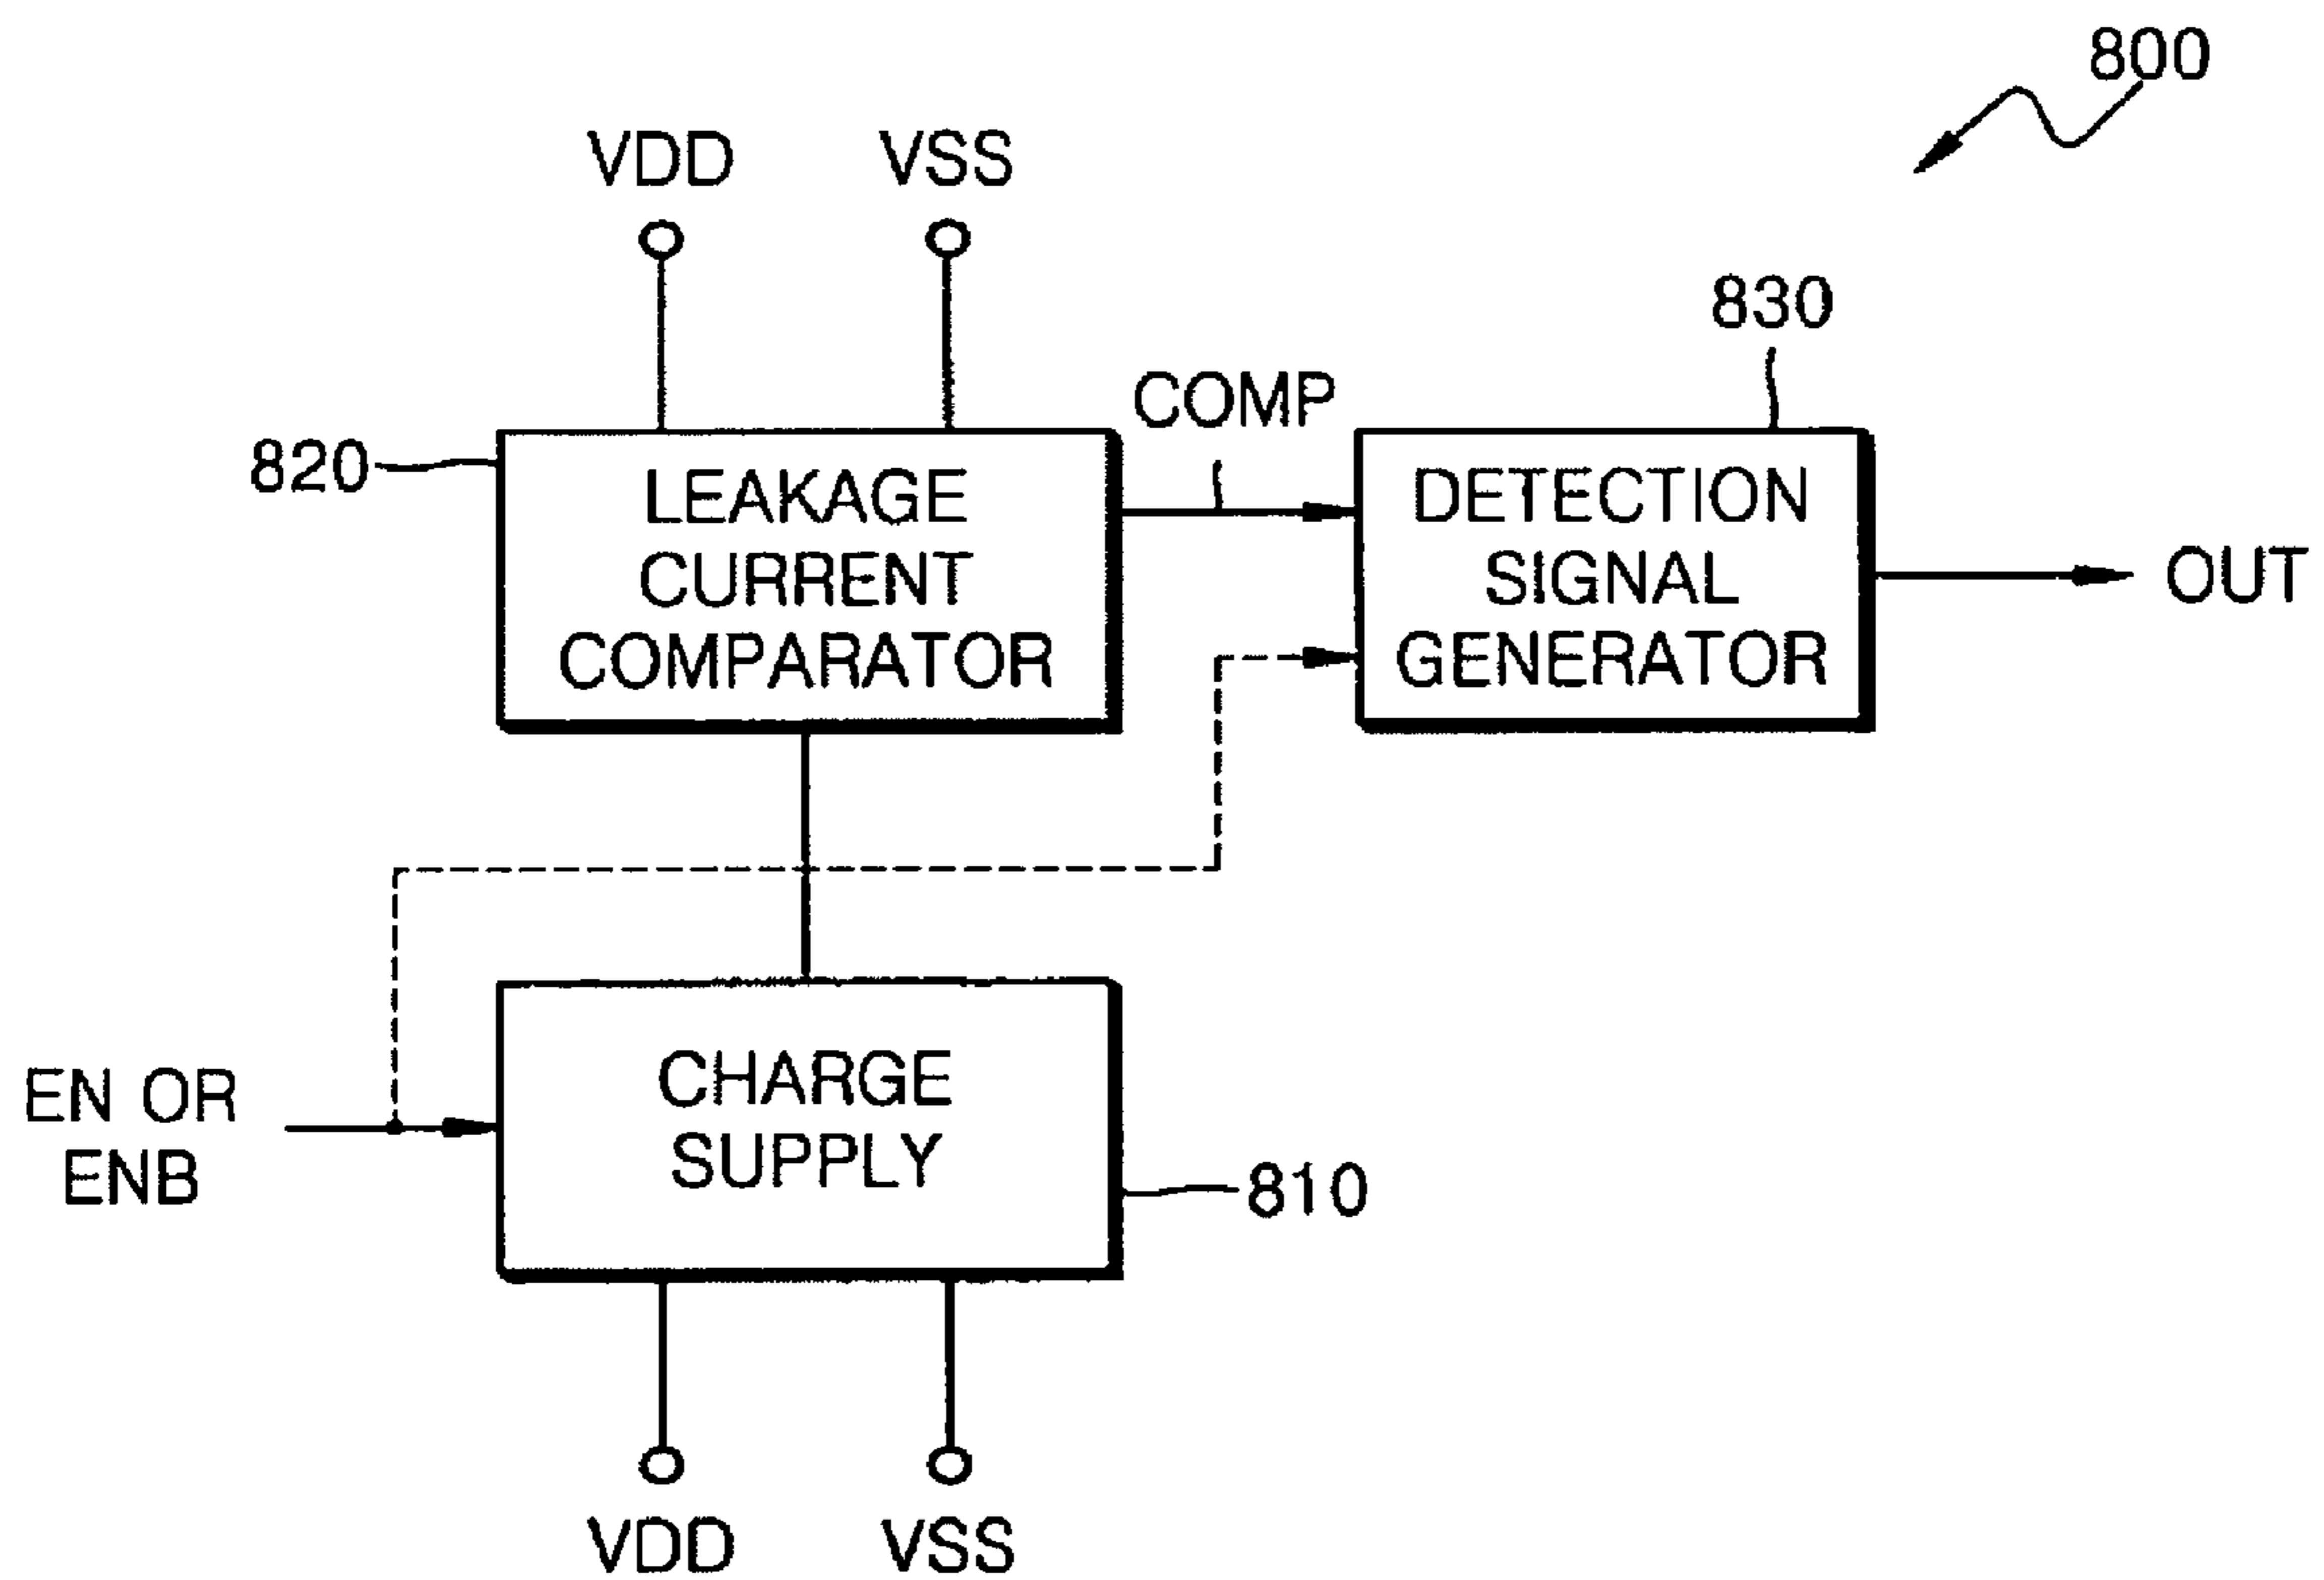 800
VDD VSS
830
COMP
820
LEAKAGE
CURRENT
COMPARATOR
DETECTION
SIGNAL
GENERATOR
OUT
EN OR
ENB
CHARGE
SUPPLY
810
VDD VSS